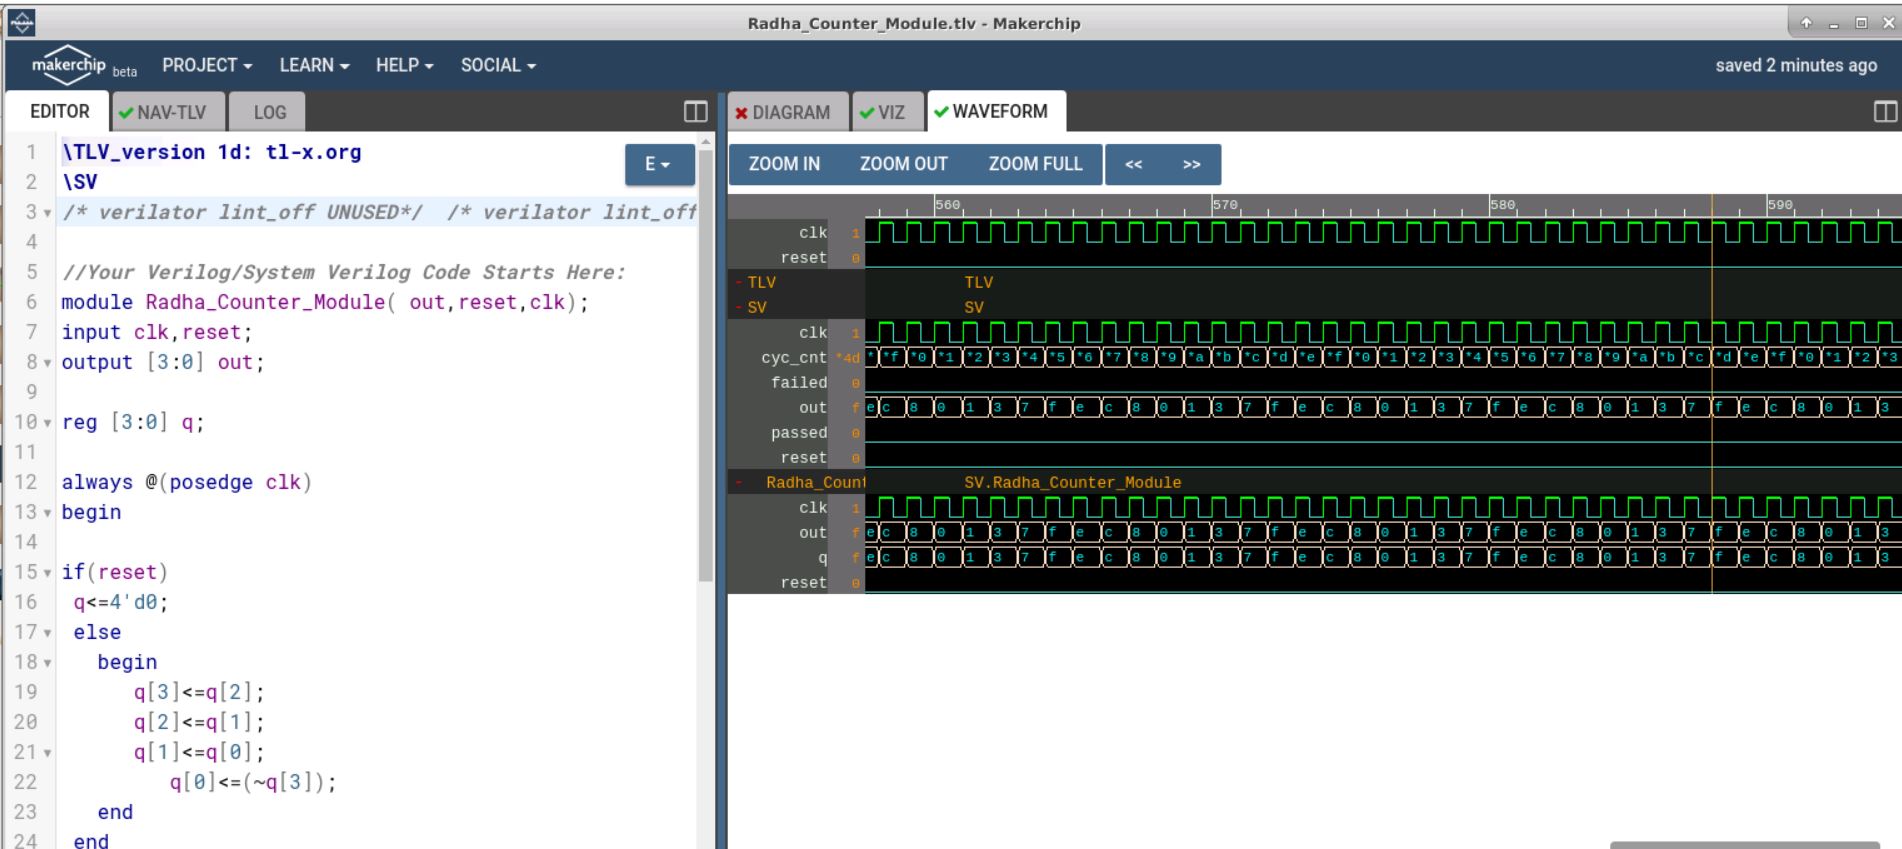 Radha_Counter_Module.tlv - Makerchip
makerchip beta PROJECT LEARN HELP SOCIAL saved 2 minutes ago
EDITOR NAV-TLV LOG
DIAGRAM VIZ WAVEFORM
E
ZOOM IN ZOOM OUT ZOOM FULL << >>
1 \TLV_version 1d: tl-x.org
2 \SV
3 /* verilator lint_off UNUSED*/ /* verilator lint_off
4
5 //Your Verilog/System Verilog Code Starts Here:
6 module Radha_Counter_Module( out,reset,clk);
7 input clk,reset;
8 output [3:0] out;
9
10 reg [3:0] q;
11
12 always @(posedge clk)
13 begin
14
15 if(reset)
16 q<=4'd0;
17 else
18 begin
19 q[3]<=q[2];
20 q[2]<=q[1];
21 q[1]<=q[0];
22 q[0]<=(~q[3]);
23 end
24 end
560 570 580 590
clk 1
reset 0
- TLV TLV
- SV SV
clk 1
cyc_cnt *4d * *f *0 *1 *2 *3 *4 *5 *6 *7 *8 *9 *a *b *c *d *e *f *0 *1 *2 *3 *4 *5 *6 *7 *8 *9 *a *b *c *d *e *f *0 *1 *2 *3
failed 0
out f e c 8 0 1 3 7 f e c 8 0 1 3 7 f e c 8 0 1 3 7 f e c 8 0 1 3 7 f e c 8 0 1 3
passed 0
reset 0
- Radha_Count SV.Radha_Counter_Module
clk 1
out f e c 8 0 1 3 7 f e c 8 0 1 3 7 f e c 8 0 1 3 7 f e c 8 0 1 3 7 f e c 8 0 1 3
q f e c 8 0 1 3 7 f e c 8 0 1 3 7 f e c 8 0 1 3 7 f e c 8 0 1 3 7 f e c 8 0 1 3
reset 0